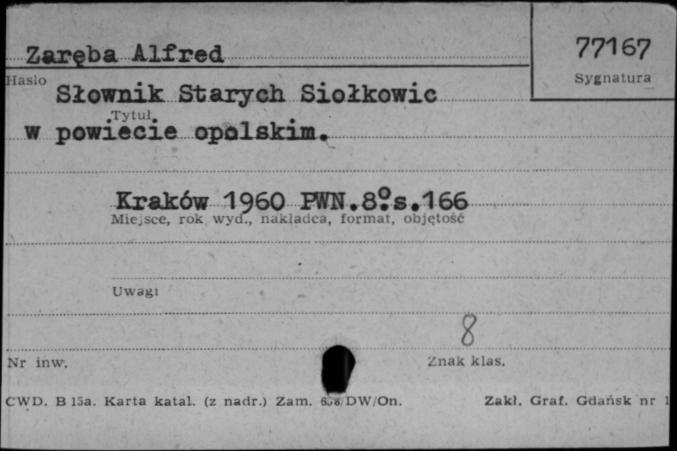 Zaręba Alfred
77167
Hasło
Sygnatura
Słownik Starych Siołkowic
Tytuł
w powiecie opolskim.
Kraków 1960 PWN.8º s.166
Miejsce, rok wyd., nakładca, format, objętość
Uwagi
8
Nr inw.
Znak klas.
CWD. B 15a. Karta katal. (z nadr.) Zam. DW/On.
Zakł. Graf. Gdańsk nr 1